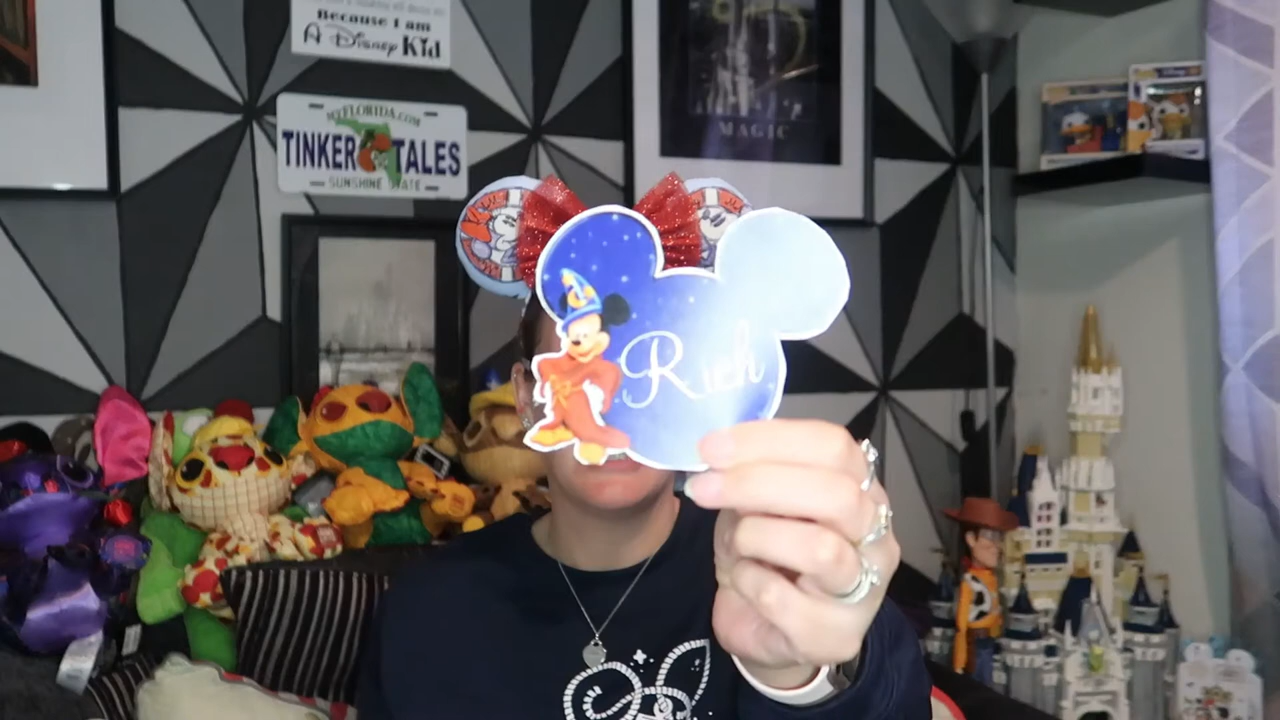 Because I am
A Disney Kid
MYFLORIDA.COM
TINKER TALES
SUNSHINE STATE
MAGIC
Rich